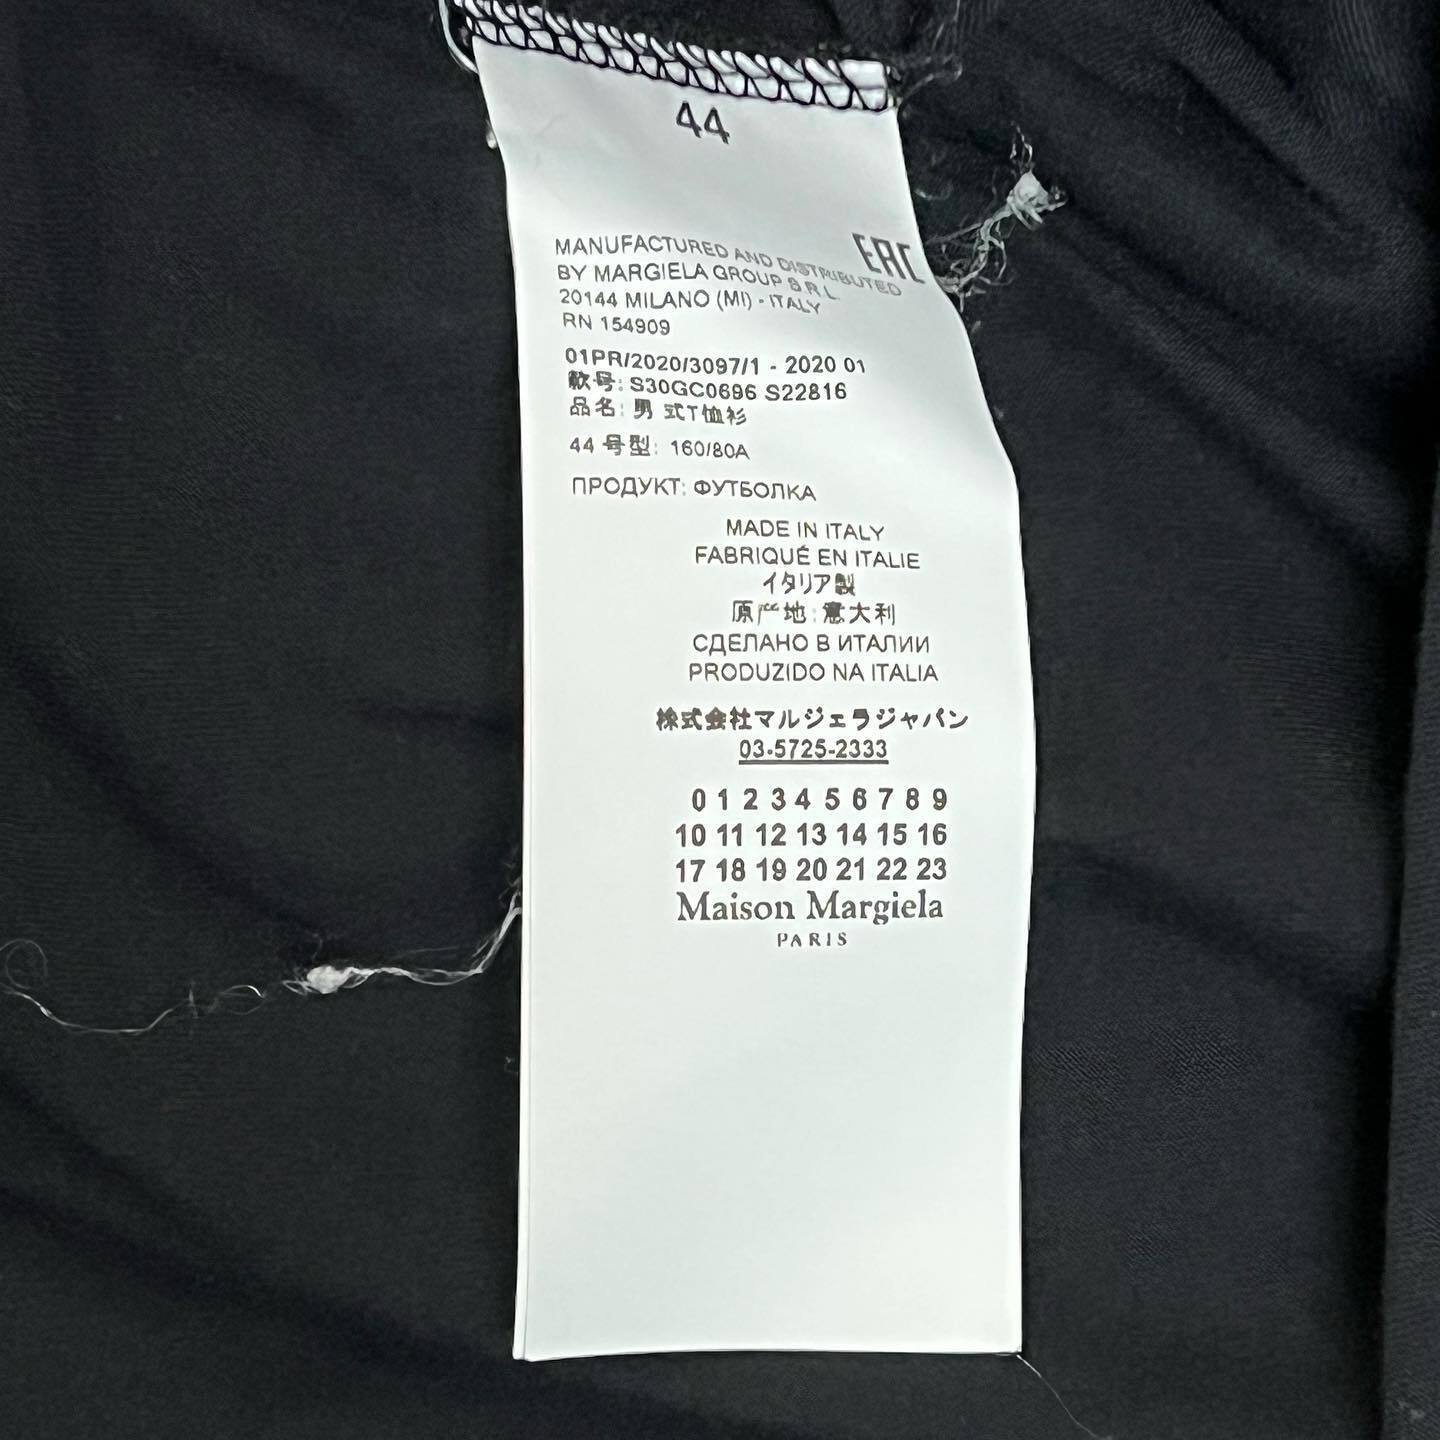 44
EAC
MANUFACTURED AND DISTRIBUTED
BY MARGIELA GROUP S.R.L.
20144 MILANO (MI) - ITALY
RN 154909
01PR/2020/3097/1 - 2020 01
款号: S30GC0696 S22816
品名: 男 式T恤衫
44 号型: 160/80A
ПРОДУКТ: ФУТБОЛКА
MADE IN ITALY
FABRIQUÉ EN ITALIE
イタリア製
原产地: 意大利
СДЕЛАНО В ИТАЛИИ
PRODUZIDO NA ITALIA
株式会社マルジェラジャパン
03-5725-2333
0 1 2 3 4 5 6 7 8 9
10 11 12 13 14 15 16
17 18 19 20 21 22 23
Maison Margiela
PARIS